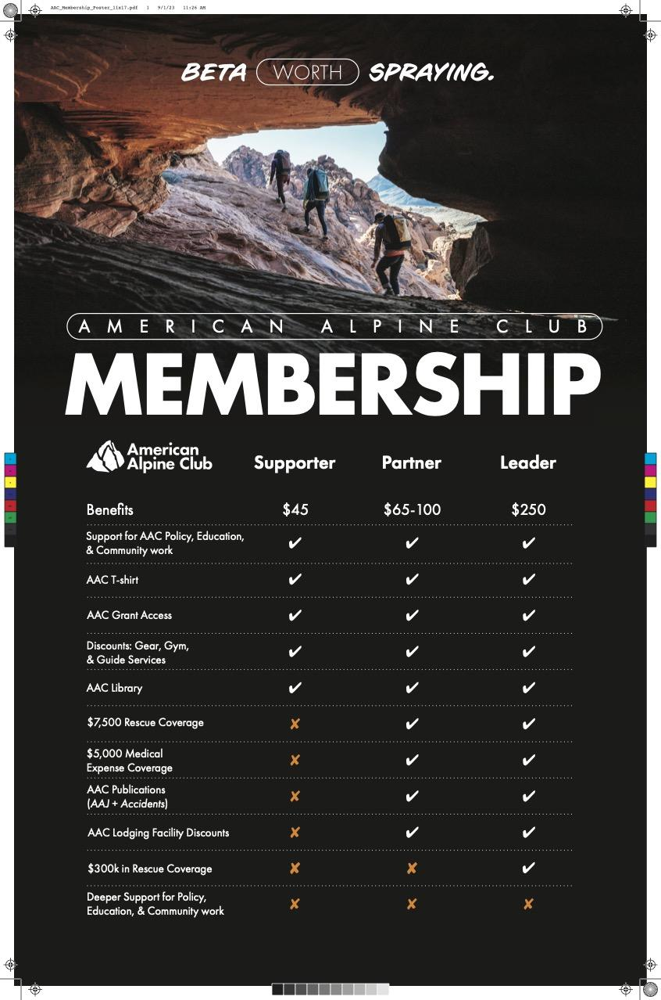 AAC_Membership_Poster_11x17.pdf 1 9/1/23 11:26 AM
BETA WORTH SPRAYING.
AMERICAN ALPINE CLUB
MEMBERSHIP
American
Alpine Club
Supporter Partner Leader
Benefits $45 $65-100 $250
Support for AAC Policy, Education,
& Community work ✔ ✔ ✔
AAC T-shirt ✔ ✔ ✔
AAC Grant Access ✔ ✔ ✔
Discounts: Gear, Gym,
& Guide Services ✔ ✔ ✔
AAC Library ✔ ✔ ✔
$7,500 Rescue Coverage ✘ ✔ ✔
$5,000 Medical
Expense Coverage ✘ ✔ ✔
AAC Publications
(AAJ + Accidents) ✘ ✔ ✔
AAC Lodging Facility Discounts ✘ ✔ ✔
$300k in Rescue Coverage ✘ ✘ ✔
Deeper Support for Policy,
Education, & Community work ✘ ✘ ✘